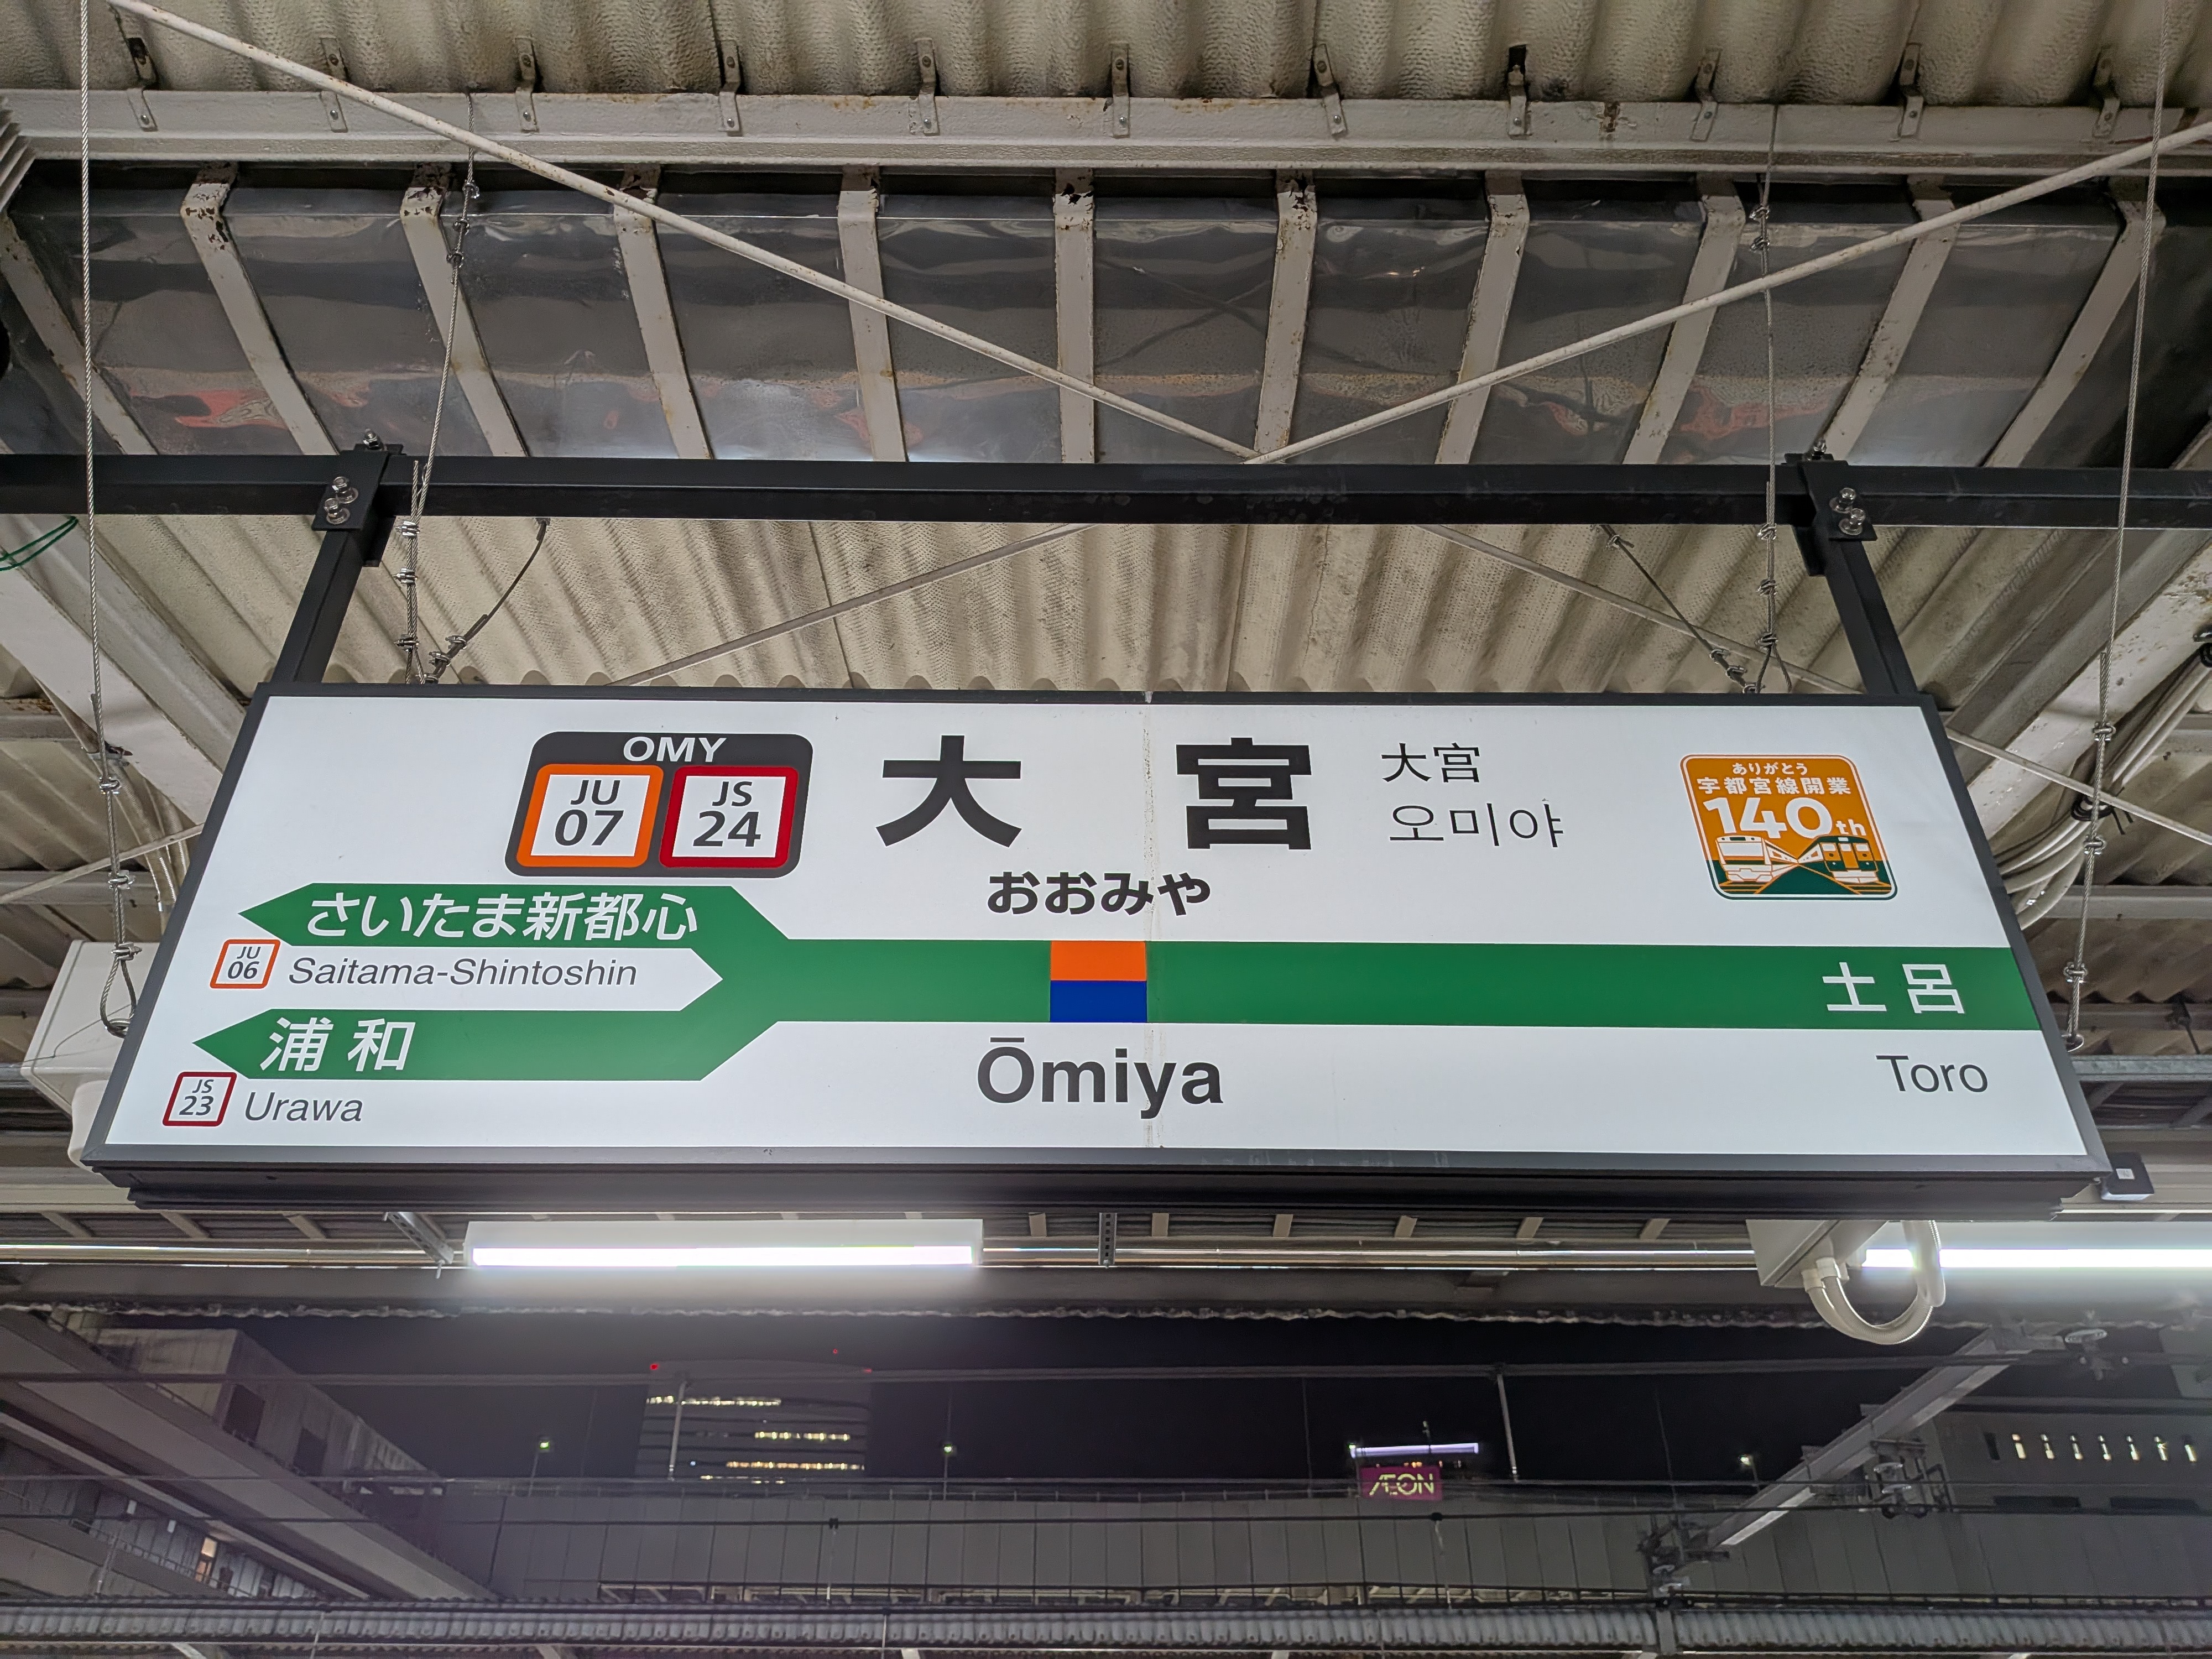 OMY
JU
07
JS
24
大宮
大宫
오미야
おおみや
ありがとう
宇都宮線開業
140th
さいたま新都心
JU
06
Saitama-Shintoshin
浦和
JS
23
Urawa
Ōmiya
土呂
Toro
ÆON